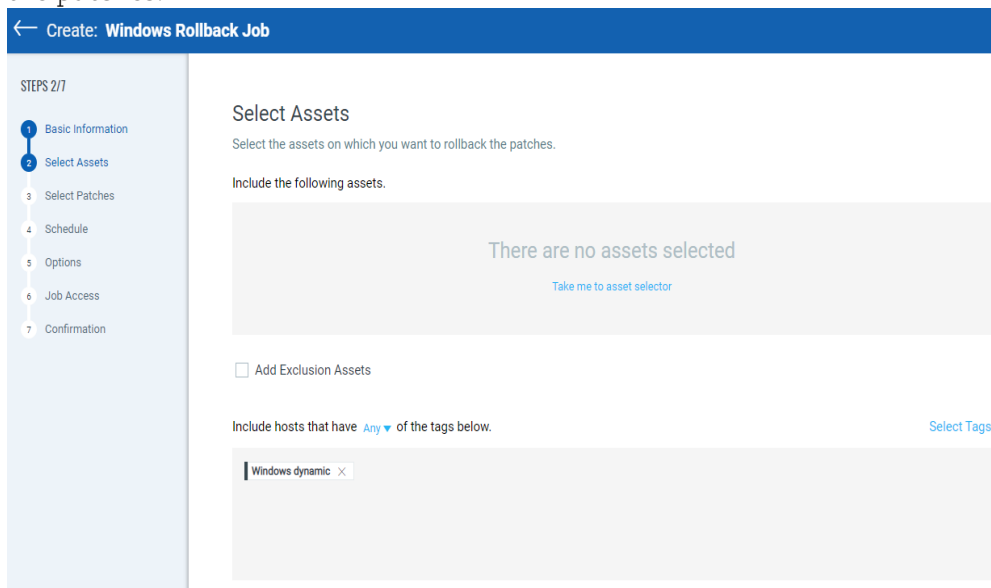 ← Create: Windows Rollback Job
STEPS 2/7
1 Basic Information
2 Select Assets
3 Select Patches
4 Schedule
5 Options
6 Job Access
7 Confirmation
Select Assets
Select the assets on which you want to rollback the patches.
Include the following assets.
There are no assets selected
Take me to asset selector
Add Exclusion Assets
Include hosts that have Any ▾ of the tags below.
Select Tags
Windows dynamic ×